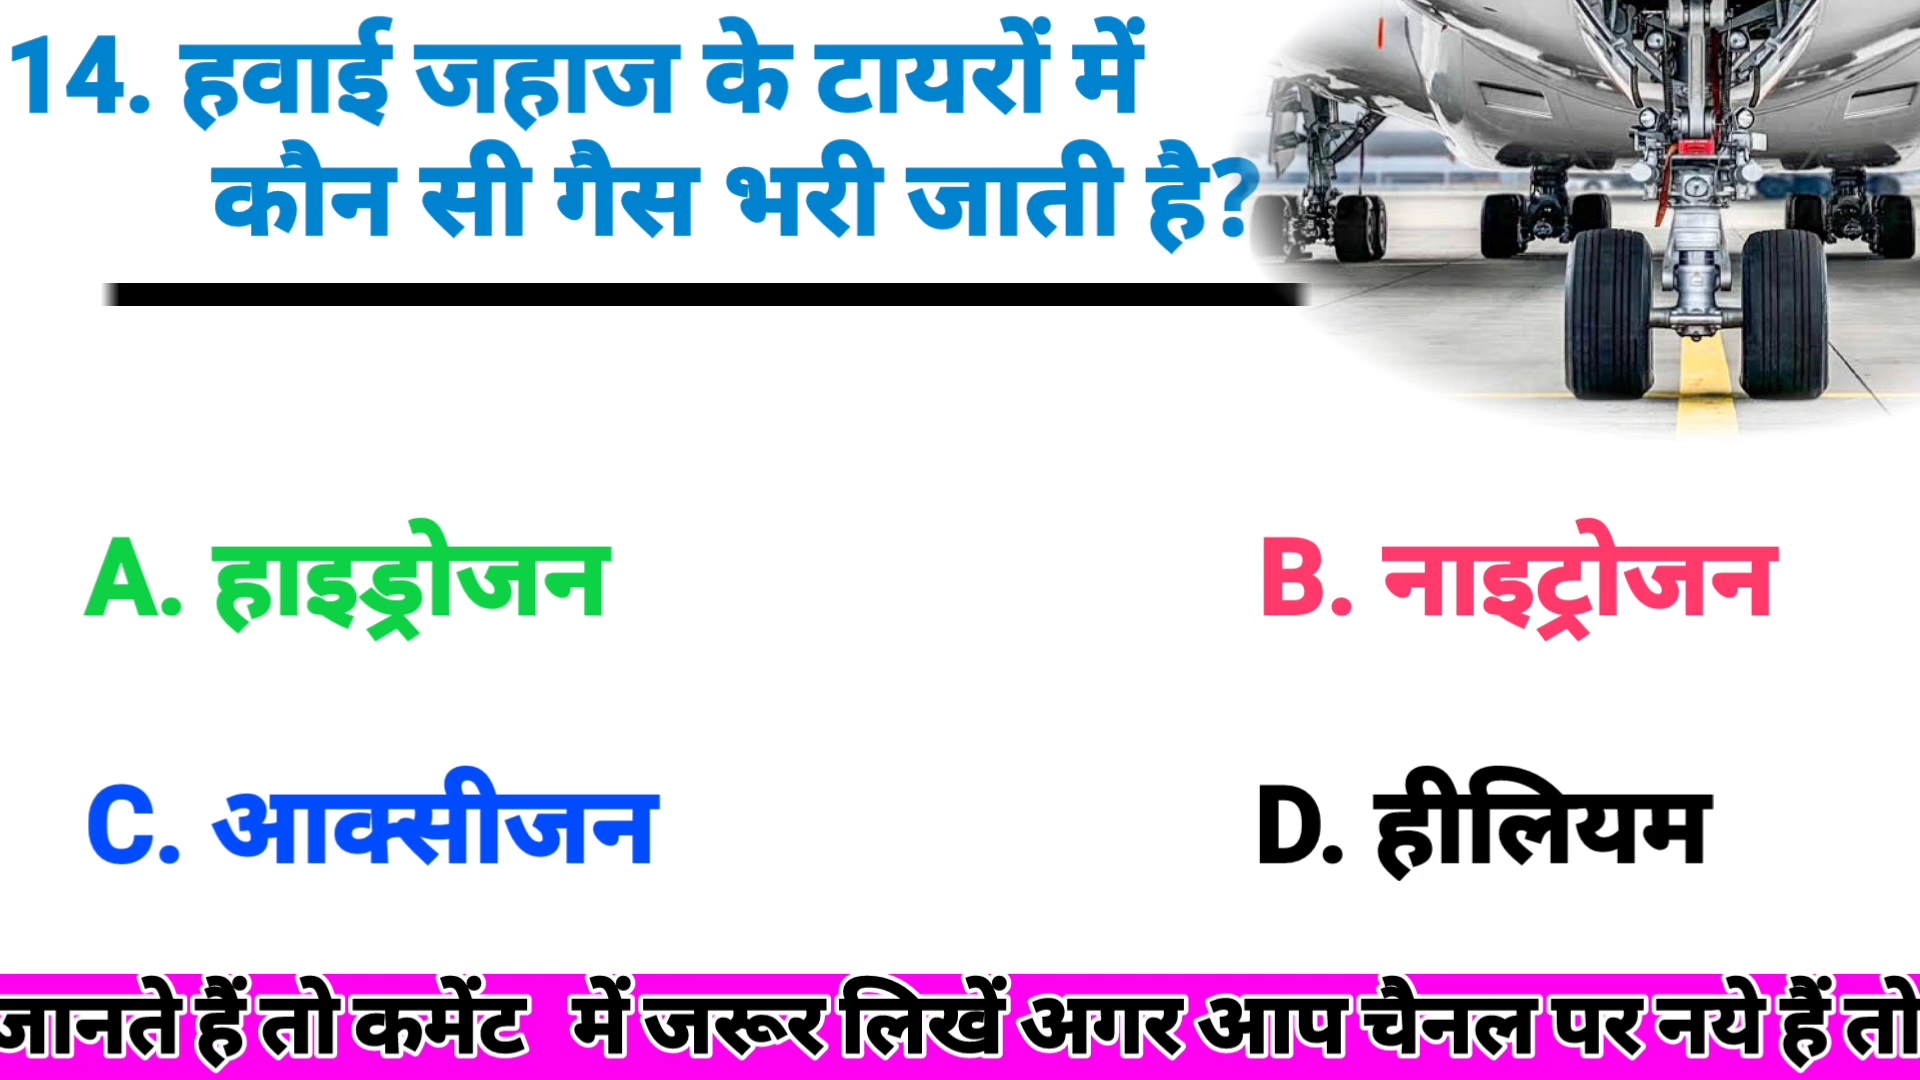 14. हवाई जहाज के टायरों में
कौन सी गैस भरी जाती है?
A. हाइड्रोजन
B. नाइट्रोजन
C. आक्सीजन
D. हीलियम
जानते हैं तो कमेंट में जरूर लिखें अगर आप चैनल पर नये हैं तो